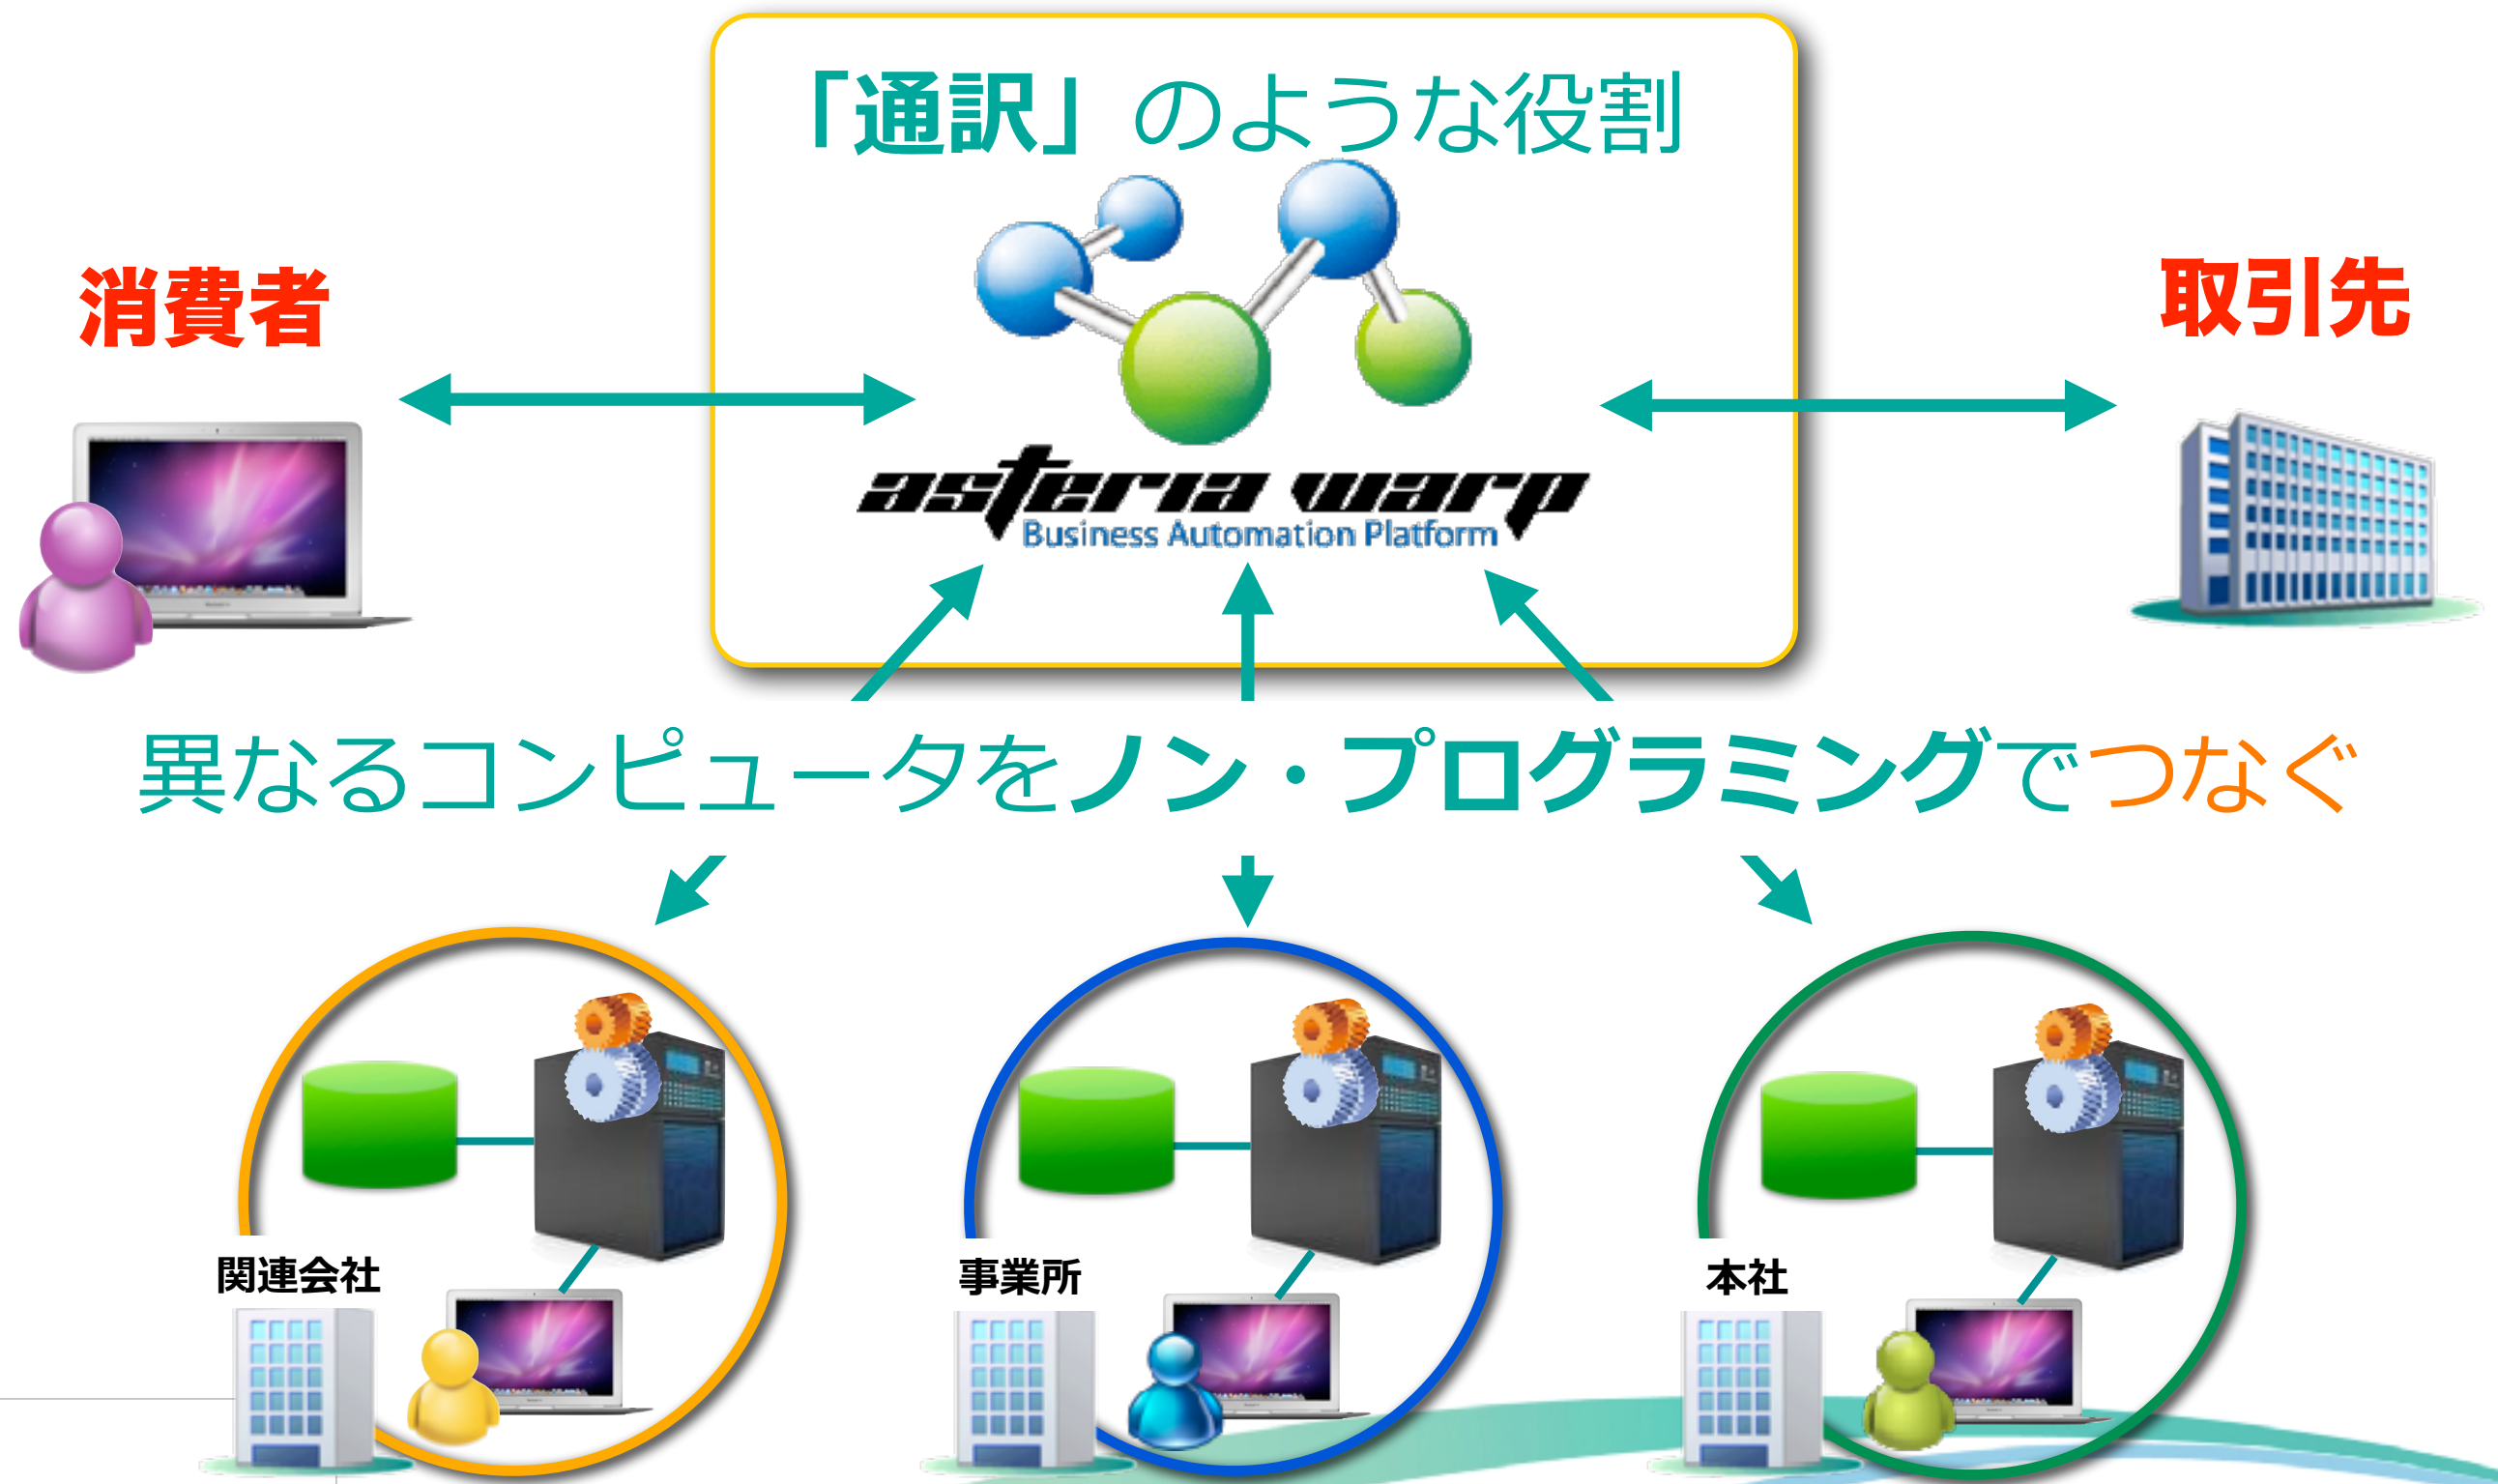 「通訳」のような役割
消費者
取引先
asteria warp
Business Automation Platform
異なるコンピュータをノン・プログラミングでつなぐ
関連会社
事業所
本社